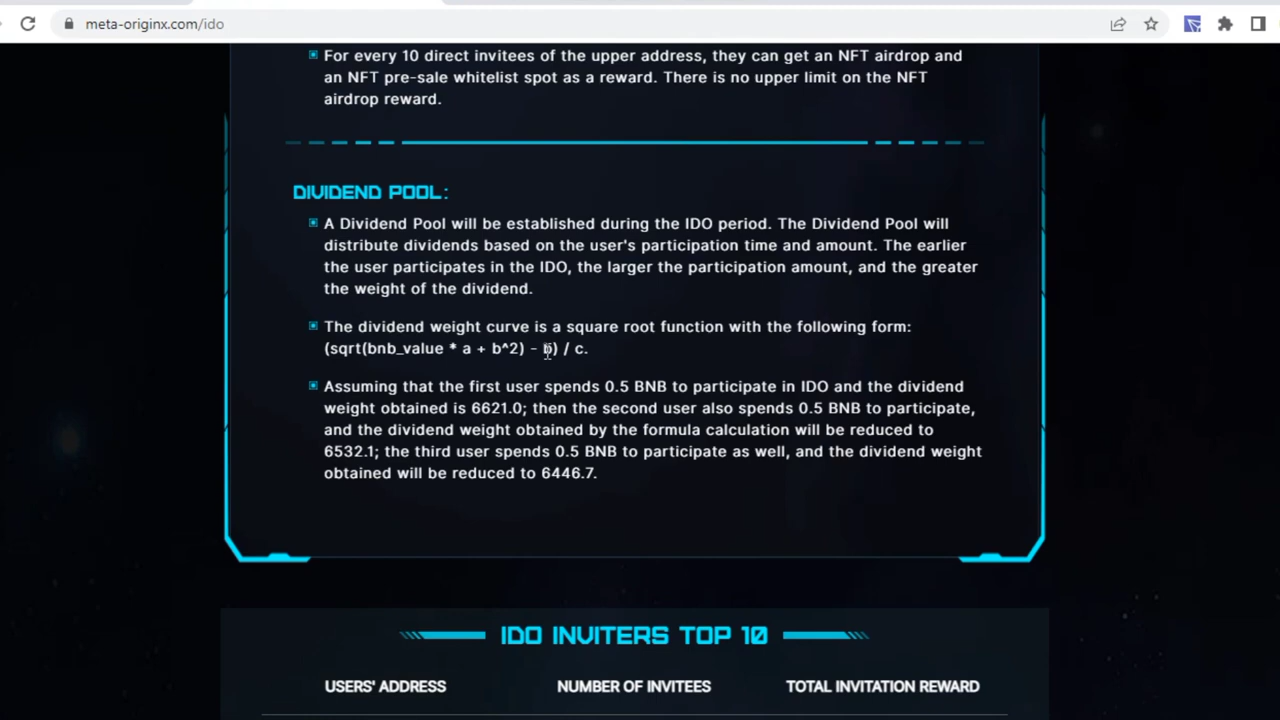 meta-originx.com/ido
For every 10 direct invitees of the upper address, they can get an NFT airdrop and
an NFT pre-sale whitelist spot as a reward. There is no upper limit on the NFT
airdrop reward.
DIVIDEND POOL:
A Dividend Pool will be established during the IDO period. The Dividend Pool will
distribute dividends based on the user's participation time and amount. The earlier
the user participates in the IDO, the larger the participation amount, and the greater
the weight of the dividend.
The dividend weight curve is a square root function with the following form:
(sqrt(bnb_value * a + b^2) - b) / c.
Assuming that the first user spends 0.5 BNB to participate in IDO and the dividend
weight obtained is 6621.0; then the second user also spends 0.5 BNB to participate,
and the dividend weight obtained by the formula calculation will be reduced to
6532.1; the third user spends 0.5 BNB to participate as well, and the dividend weight
obtained will be reduced to 6446.7.
IDO INVITERS TOP 10
USERS' ADDRESS NUMBER OF INVITEES TOTAL INVITATION REWARD